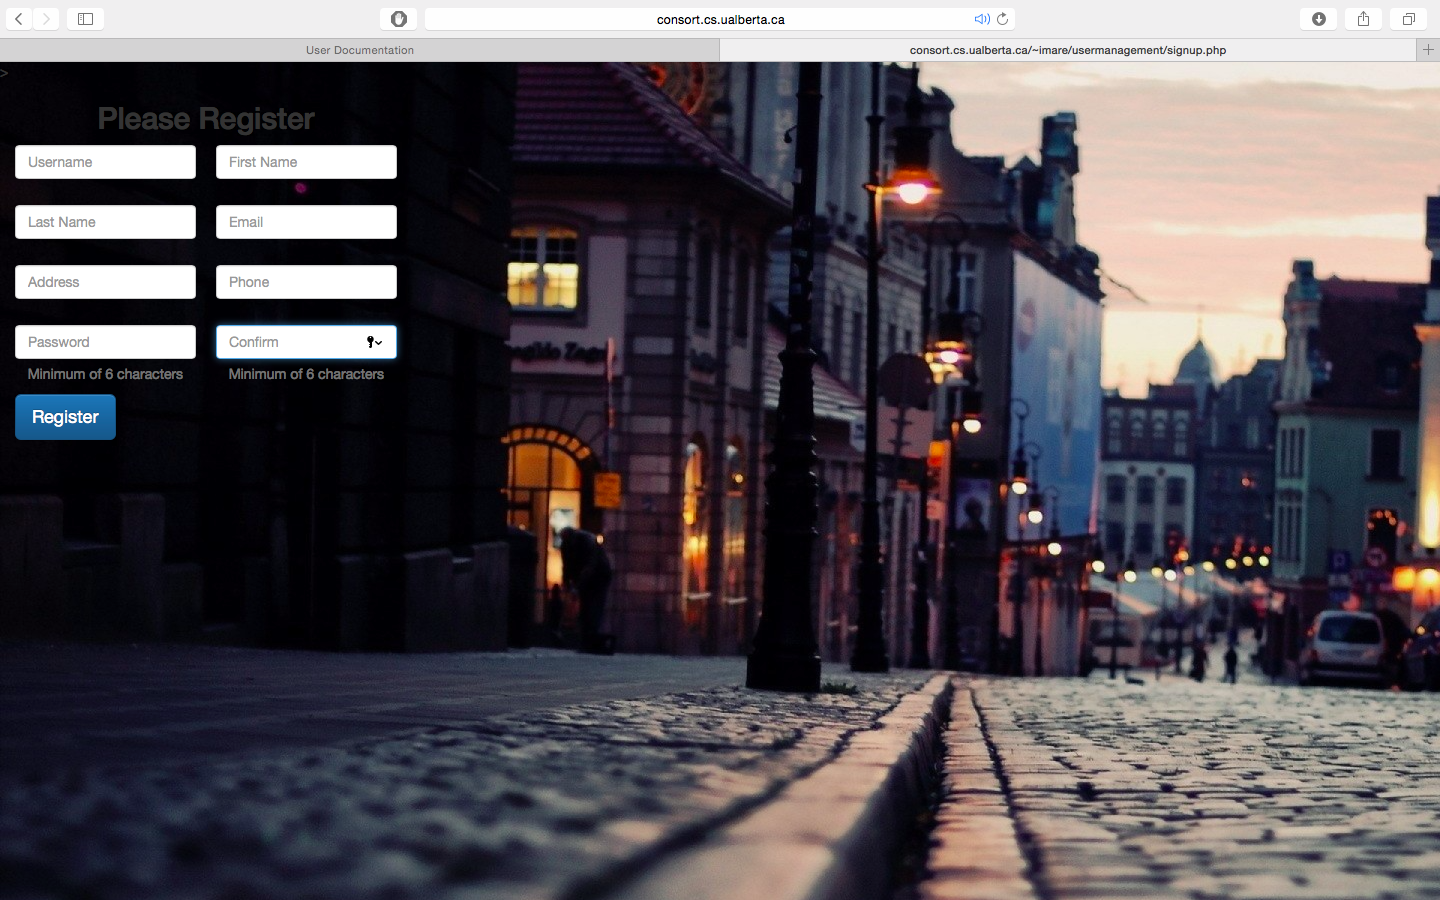 consort.cs.ualberta.ca
User Documentation
consort.cs.ualberta.ca/~imare/usermanagement/signup.php
>
Please Register
Username
First Name
Last Name
Email
Address
Phone
Password
Confirm
Minimum of 6 characters
Minimum of 6 characters
Register